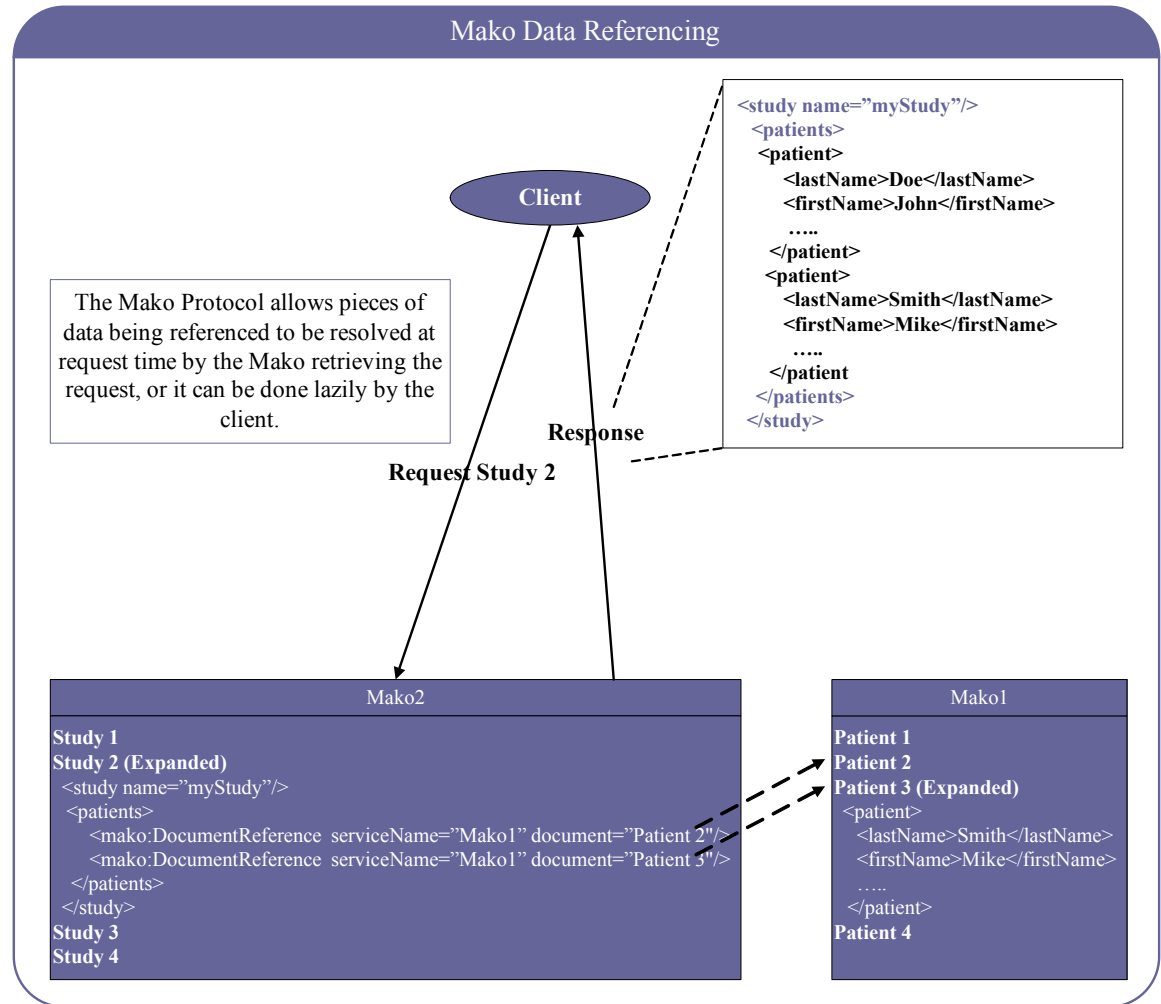 Mako Data Referencing
<study name=”myStudy”/>
<patients>
<patient>
<lastName>Doe</lastName>
<firstName>John</firstName>
…..
</patient>
<patient>
<lastName>Smith</lastName>
<firstName>Mike</firstName>
…..
</patient
</patients>
</study>
Client
The Mako Protocol allows pieces of
data being referenced to be resolved at
request time by the Mako retrieving the
request, or it can be done lazily by the
client.
Response
Request Study 2
Mako2
Study 1
Study 2 (Expanded)
<study name=”myStudy”/>
<patients>
<mako:DocumentReference serviceName=”Mako1” document=”Patient 2"/>
<mako:DocumentReference serviceName=”Mako1” document=”Patient 3"/>
</patients>
</study>
Study 3
Study 4
Mako1
Patient 1
Patient 2
Patient 3 (Expanded)
<patient>
<lastName>Smith</lastName>
<firstName>Mike</firstName>
…..
</patient>
Patient 4